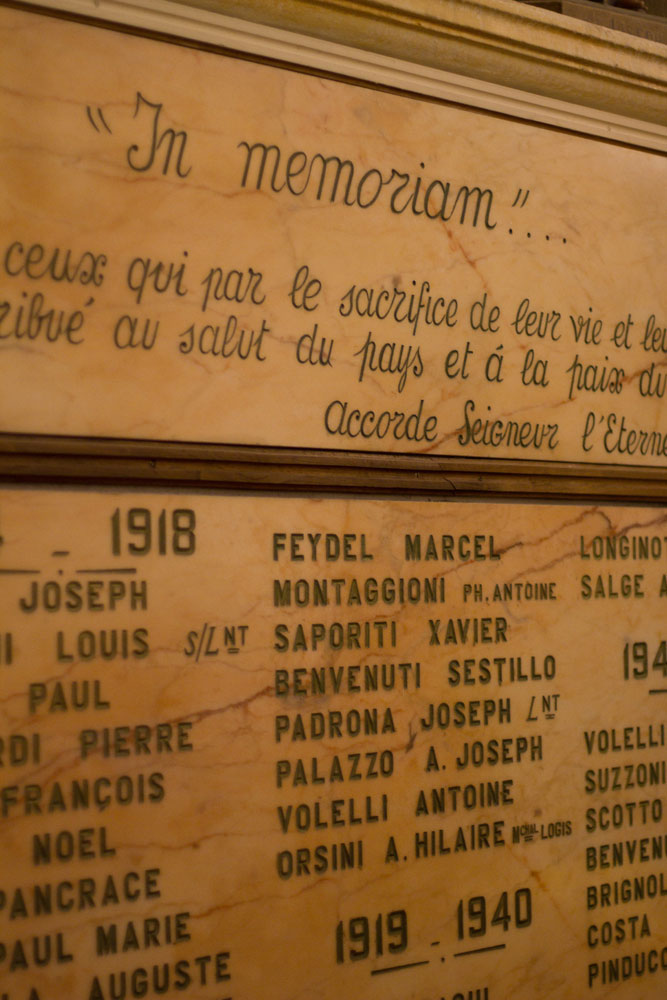 "In memoriam"....
ceux qui par le sacrifice de leur vie et
au salut du pays et á la paix
Accorde Seigneur
1918
JOSEPH
LOUIS S/LNT
PAUL
PIERRE
FRANÇOIS
NOEL
PANCRACE
PAUL MARIE
AUGUSTE
FEYDEL MARCEL
MONTAGGIONI PH. ANTOINE
SAPORITI XAVIER
BENVENUTI SESTILLO
PADRONA JOSEPH LNT
PALAZZO A. JOSEPH
VOLELLI ANTOINE
ORSINI A. HILAIRE MCHAL LOGIS
1919 - 1940
SALGE
VOLELLI
SUZZONI
SCOTTO
COSTA